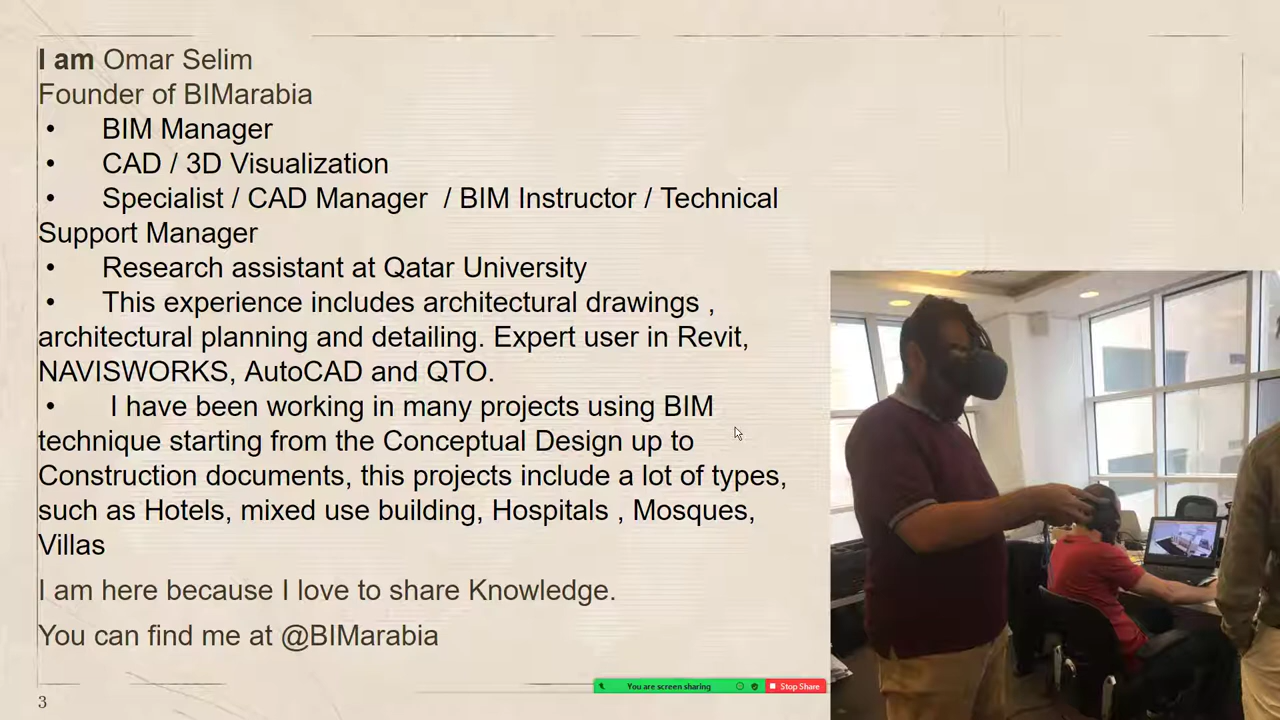 I am Omar Selim
Founder of BIMarabia
• BIM Manager
• CAD / 3D Visualization
• Specialist / CAD Manager / BIM Instructor / Technical
Support Manager
• Research assistant at Qatar University
• This experience includes architectural drawings ,
architectural planning and detailing. Expert user in Revit,
NAVISWORKS, AutoCAD and QTO.
• I have been working in many projects using BIM
technique starting from the Conceptual Design up to
Construction documents, this projects include a lot of types,
such as Hotels, mixed use building, Hospitals , Mosques,
Villas
I am here because I love to share Knowledge.
You can find me at @BIMarabia
You are screen sharing
Stop Share
3